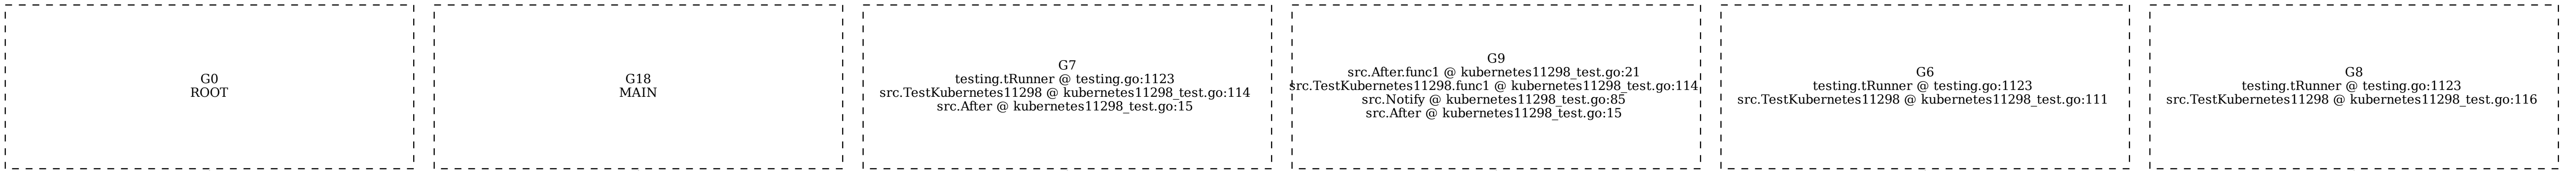 G0
ROOT
G18
MAIN
G7
testing.tRunner @ testing.go:1123
src.TestKubernetes11298 @ kubernetes11298_test.go:114
src.After @ kubernetes11298_test.go:15
G9
src.After.func1 @ kubernetes11298_test.go:21
src.TestKubernetes11298.func1 @ kubernetes11298_test.go:114
src.Notify @ kubernetes11298_test.go:85
src.After @ kubernetes11298_test.go:15
G6
testing.tRunner @ testing.go:1123
src.TestKubernetes11298 @ kubernetes11298_test.go:111
G8
testing.tRunner @ testing.go:1123
src.TestKubernetes11298 @ kubernetes11298_test.go:116